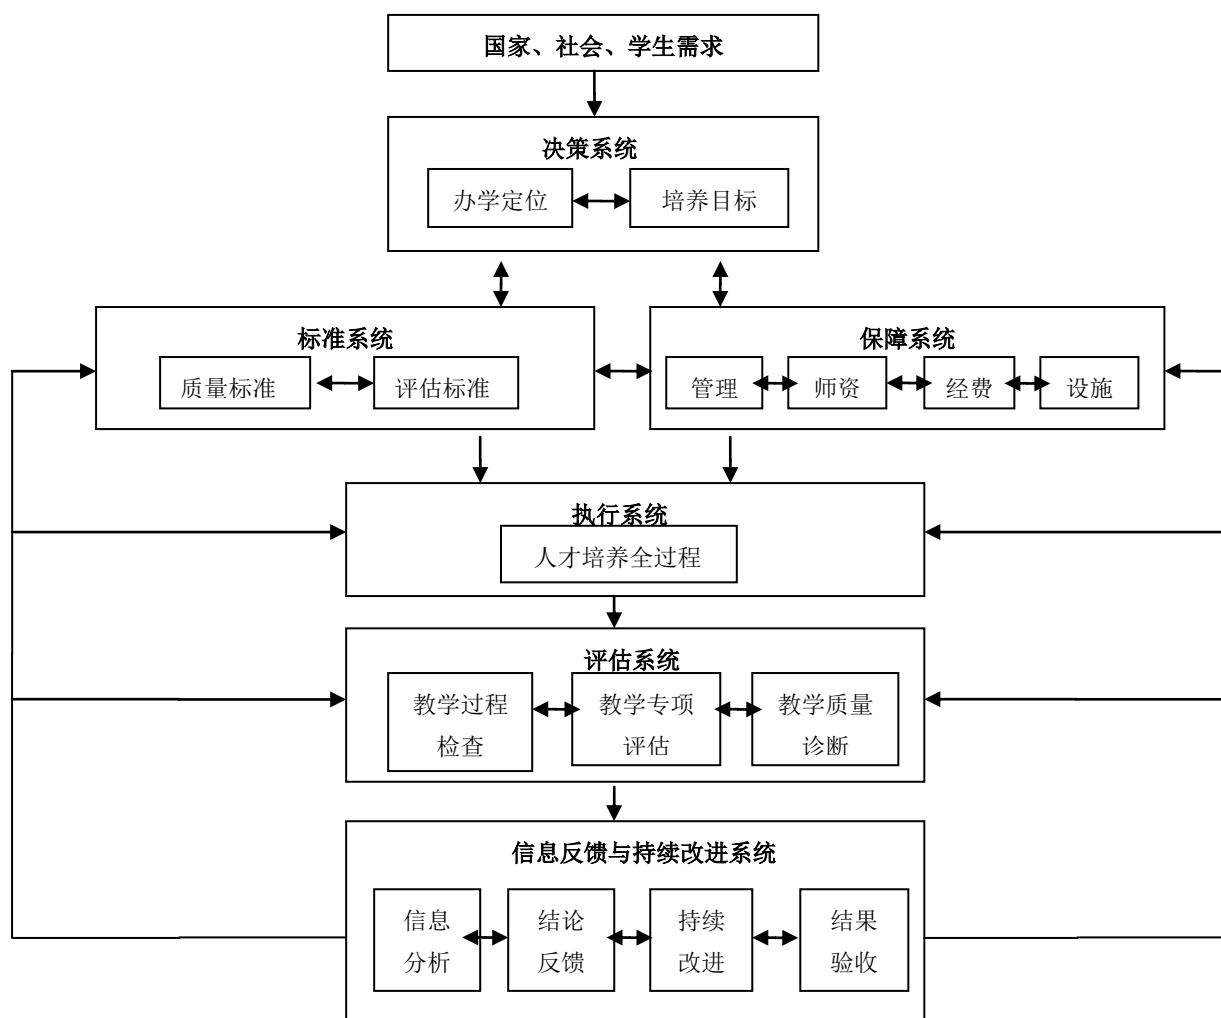 国家、社会、学生需求
决策系统
办学定位
培养目标
标准系统
质量标准
评估标准
保障系统
管理
师资
经费
设施
执行系统
人才培养全过程
评估系统
教学过程
检查
教学专项
评估
教学质量
诊断
信息反馈与持续改进系统
信息
分析
结论
反馈
持续
改进
结果
验收